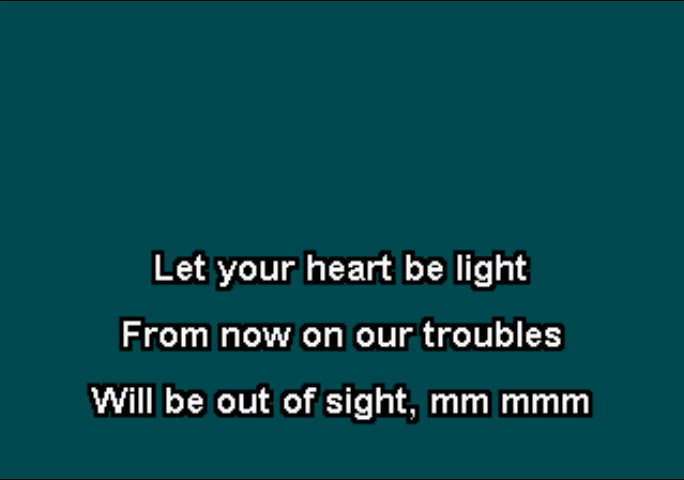 Let your heart be light
From now on our troubles
Will be out of sight, mm mmm